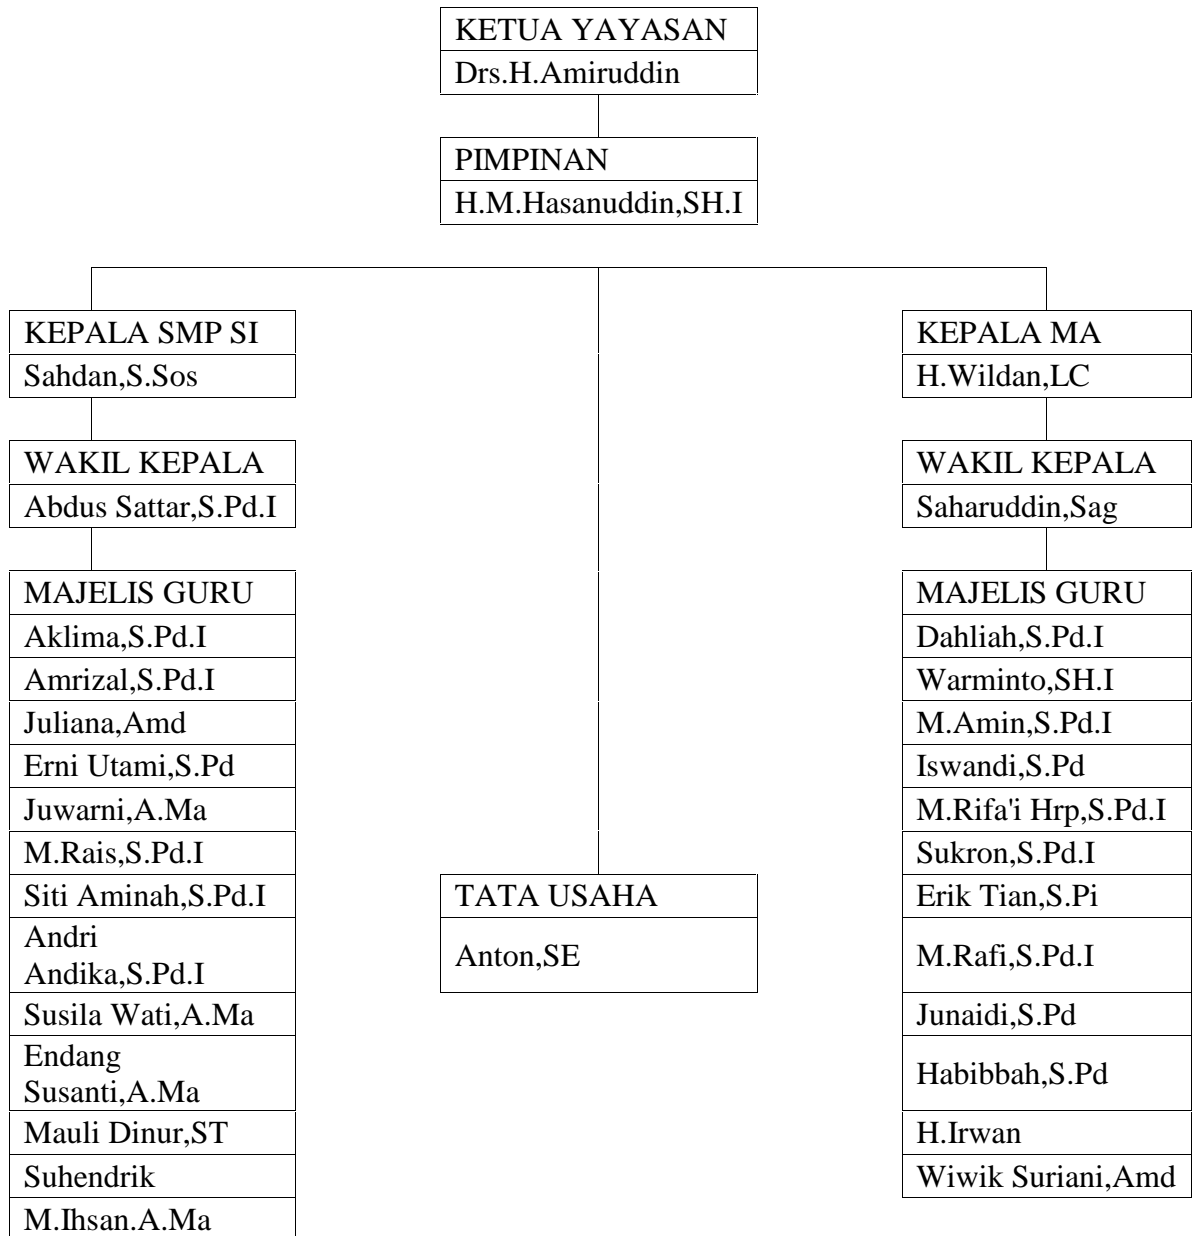 KETUA YAYASAN
Drs.H.Amiruddin
PIMPINAN
H.M.Hasanuddin,SH.I
KEPALA SMP SI
Sahdan,S.Sos
WAKIL KEPALA
Abdus Sattar,S.Pd.I
MAJELIS GURU
Aklima,S.Pd.I
Amrizal,S.Pd.I
Juliana,Amd
Erni Utami,S.Pd
Juwarni,A.Ma
M.Rais,S.Pd.I
Siti Aminah,S.Pd.I
Andri
Andika,S.Pd.I
Susila Wati,A.Ma
Endang
Susanti,A.Ma
Mauli Dinur,ST
Suhendrik
M.Ihsan.A.Ma
TATA USAHA
Anton,SE
KEPALA MA
H.Wildan,LC
WAKIL KEPALA
Saharuddin,Sag
MAJELIS GURU
Dahliah,S.Pd.I
Warminto,SH.I
M.Amin,S.Pd.I
Iswandi,S.Pd
M.Rifa'i Hrp,S.Pd.I
Sukron,S.Pd.I
Erik Tian,S.Pi
M.Rafi,S.Pd.I
Junaidi,S.Pd
Habibbah,S.Pd
H.Irwan
Wiwik Suriani,Amd